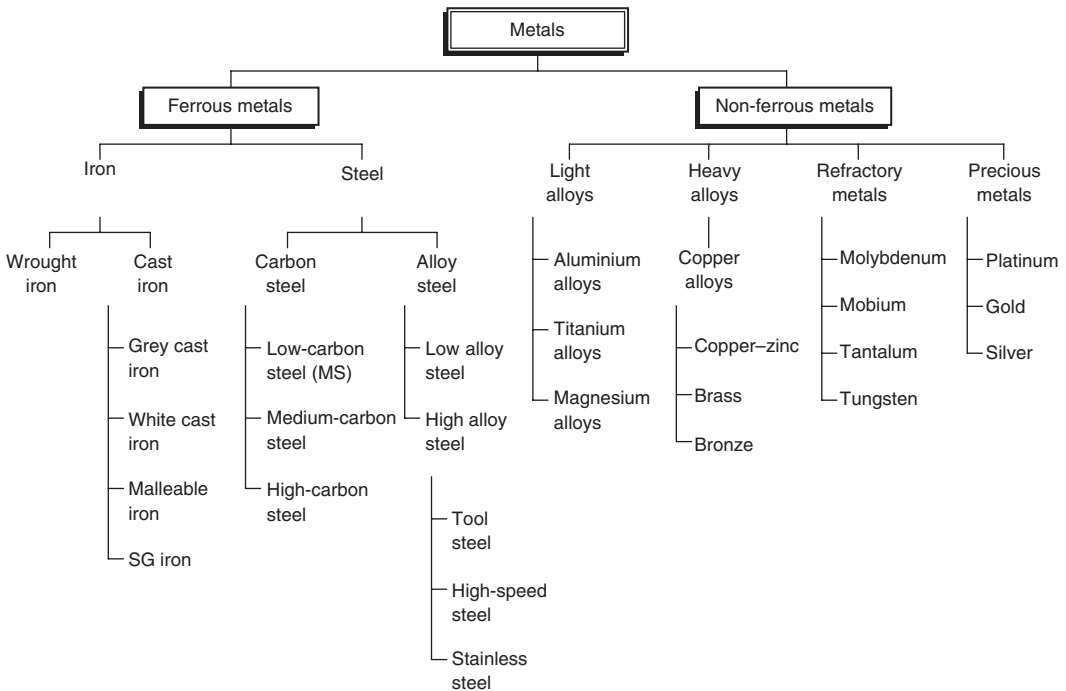 Metals
Ferrous metals
Non-ferrous metals
Iron
Steel
Light
alloys
Heavy
alloys
Refractory
metals
Precious
metals
Wrought
iron
Cast
iron
Carbon
steel
Alloy
steel
Grey cast
iron
White cast
iron
Malleable
iron
SG iron
Low-carbon
steel (MS)
Medium-carbon
steel
High-carbon
steel
Low alloy
steel
High alloy
steel
Tool
steel
High-speed
steel
Stainless
steel
Aluminium
alloys
Titanium
alloys
Magnesium
alloys
Copper
alloys
Copper–zinc
Brass
Bronze
Molybdenum
Mobium
Tantalum
Tungsten
Platinum
Gold
Silver